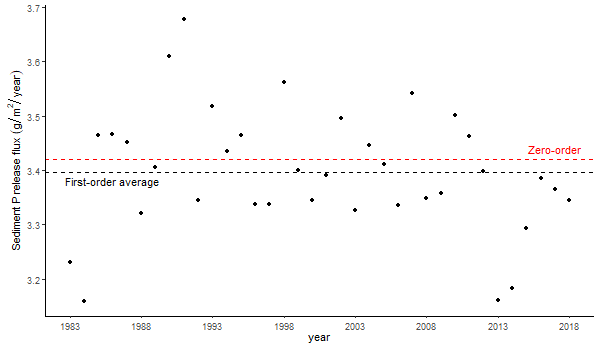 3.7
3.6
3.5
3.4
3.3
3.2
Sediment P release flux (g/m²/year)
Zero-order
First-order average
1983 1988 1993 1998 2003 2008 2013 2018
year